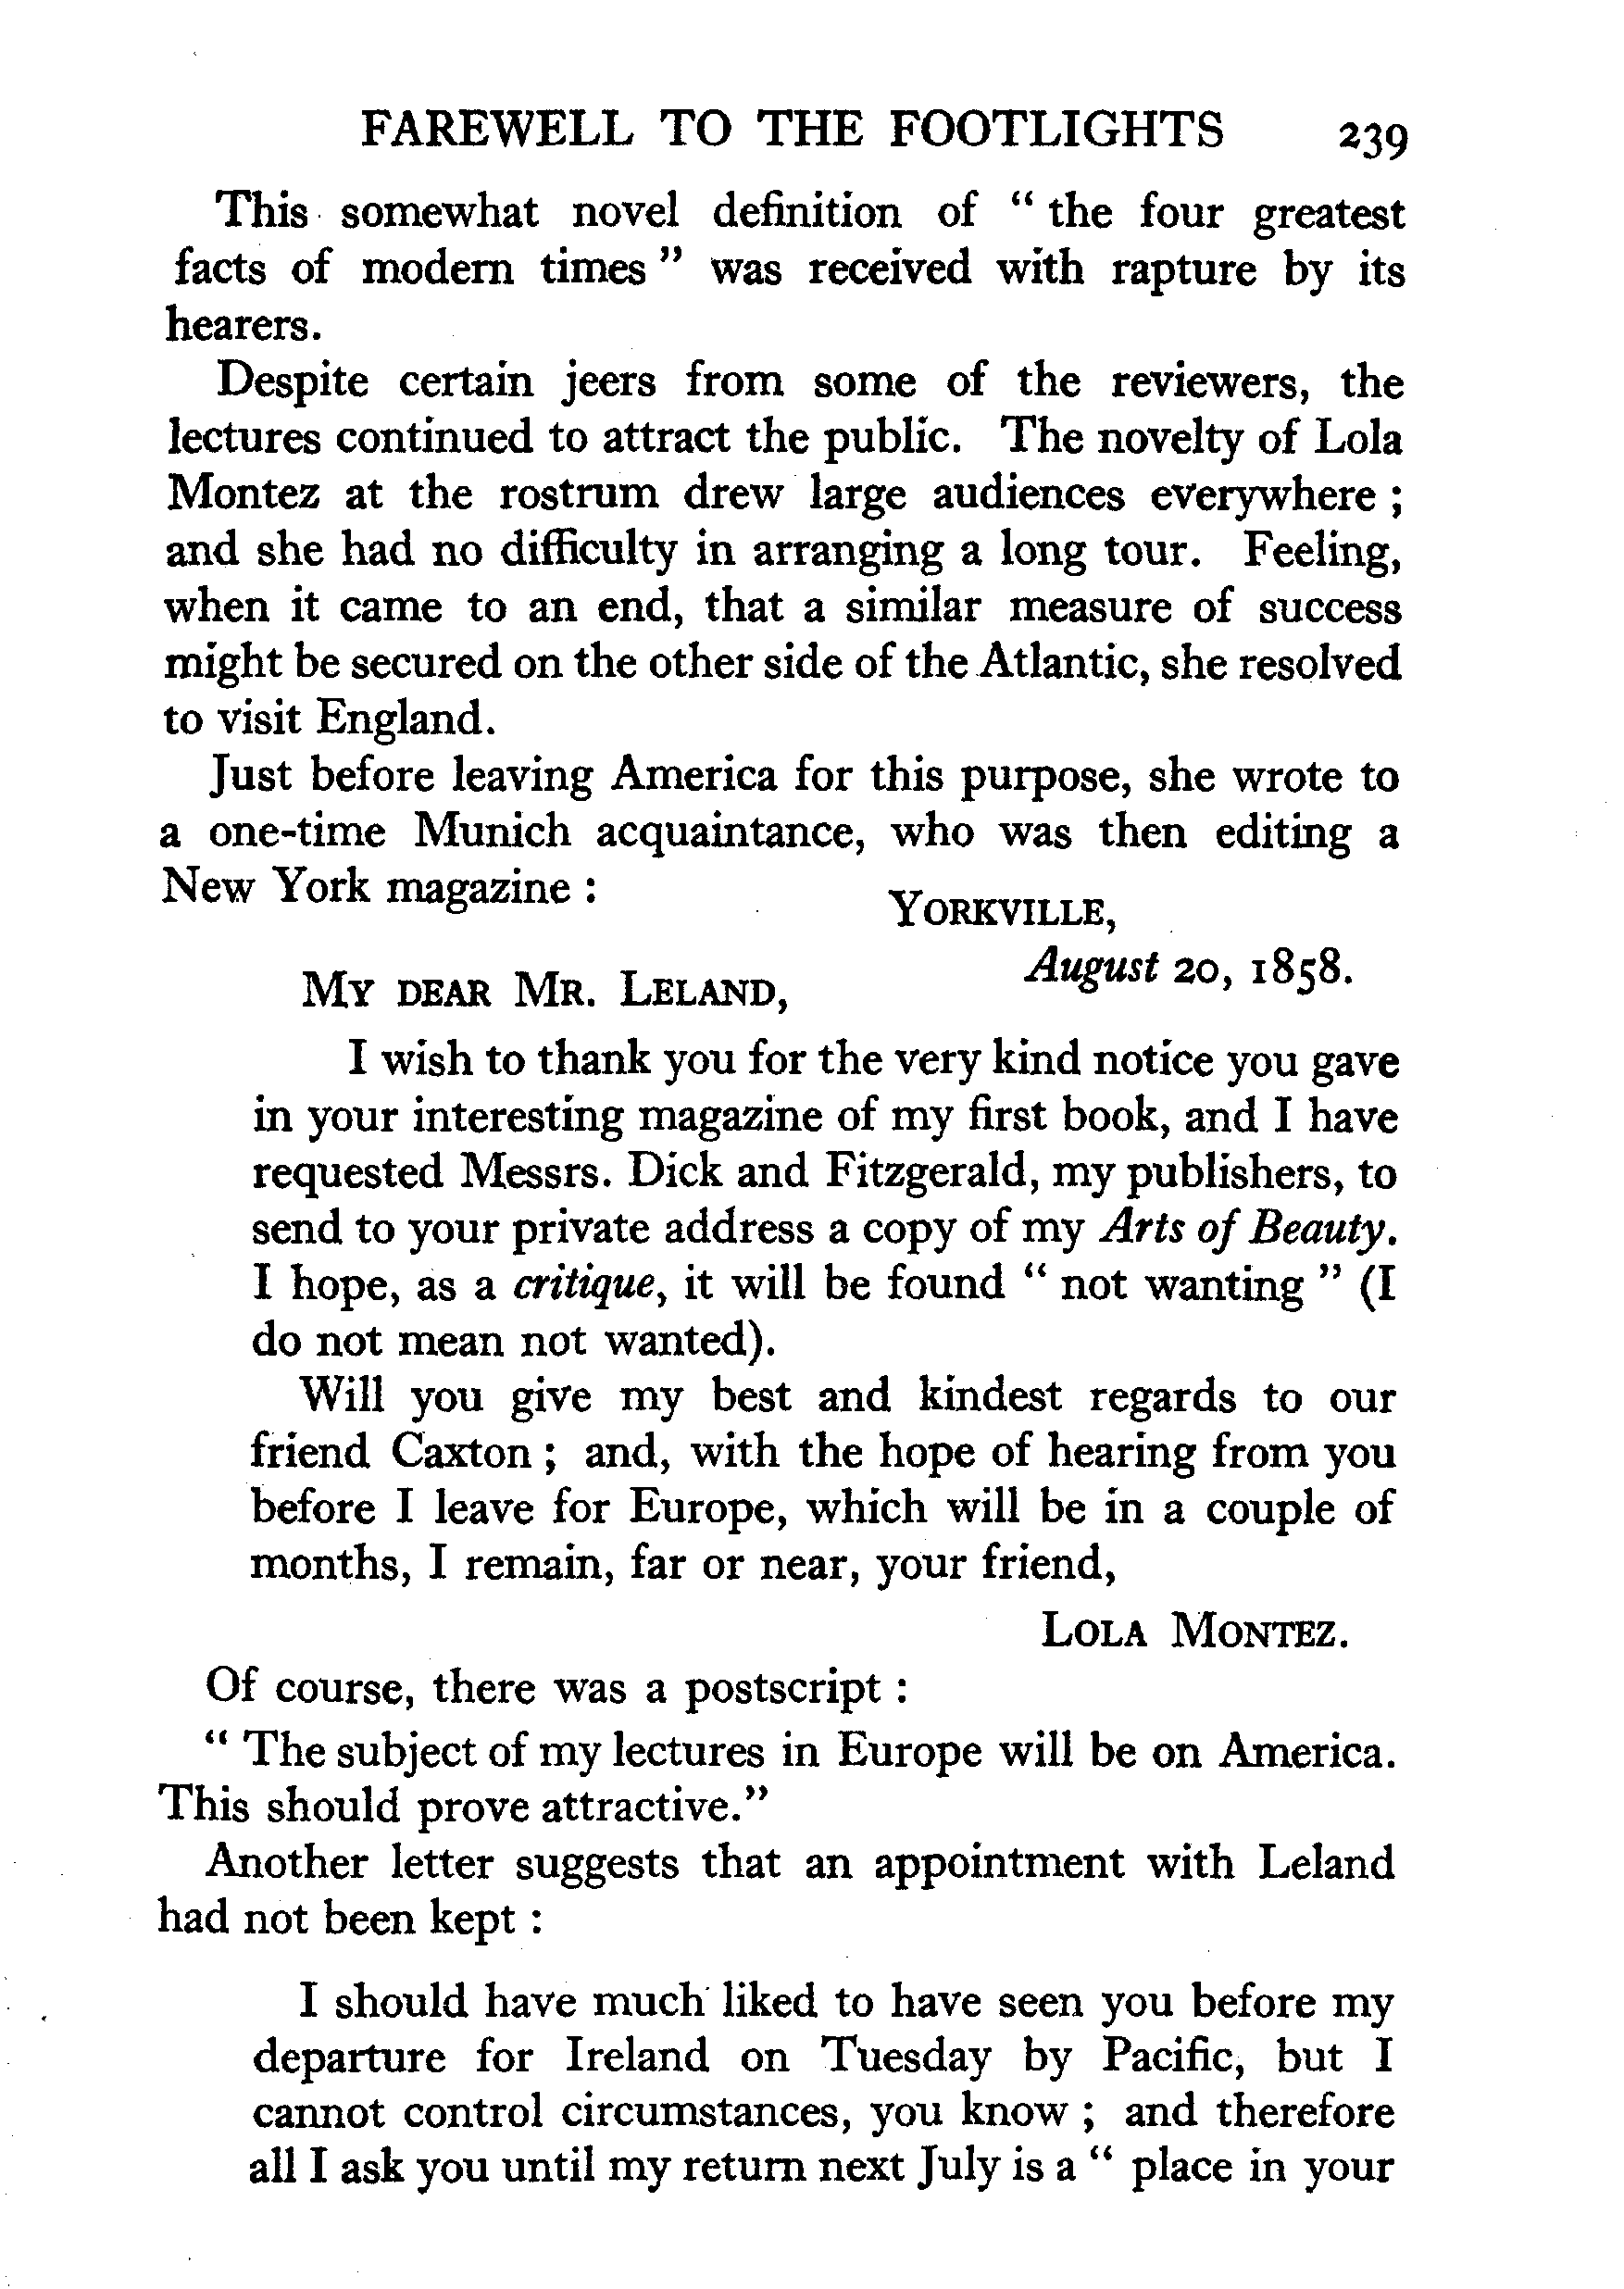 FAREWELL TO THE FOOTLIGHTS 239
This somewhat novel definition of “ the four greatest
facts of modern times ” was received with rapture by its
hearers.
Despite certain jeers from some of the reviewers, the
lectures continued to attract the public. The novelty of Lola
Montez at the rostrum drew large audiences everywhere ;
and she had no difficulty in arranging a long tour. Feeling,
when it came to an end, that a similar measure of success
might be secured on the other side of the Atlantic, she resolved
to visit England.
Just before leaving America for this purpose, she wrote to
a one-time Munich acquaintance, who was then editing a
New York magazine :
YORKVILLE,
August 20, 1858.
MY DEAR MR. LELAND,
I wish to thank you for the very kind notice you gave
in your interesting magazine of my first book, and I have
requested Messrs. Dick and Fitzgerald, my publishers, to
send to your private address a copy of my Arts of Beauty.
I hope, as a critique, it will be found “ not wanting ” (I
do not mean not wanted).
Will you give my best and kindest regards to our
friend Caxton ; and, with the hope of hearing from you
before I leave for Europe, which will be in a couple of
months, I remain, far or near, your friend,
LOLA MONTEZ.
Of course, there was a postscript :
“ The subject of my lectures in Europe will be on America.
This should prove attractive.”
Another letter suggests that an appointment with Leland
had not been kept :
I should have much liked to have seen you before my
departure for Ireland on Tuesday by Pacific, but I
cannot control circumstances, you know ; and therefore
all I ask you until my return next July is a “ place in your